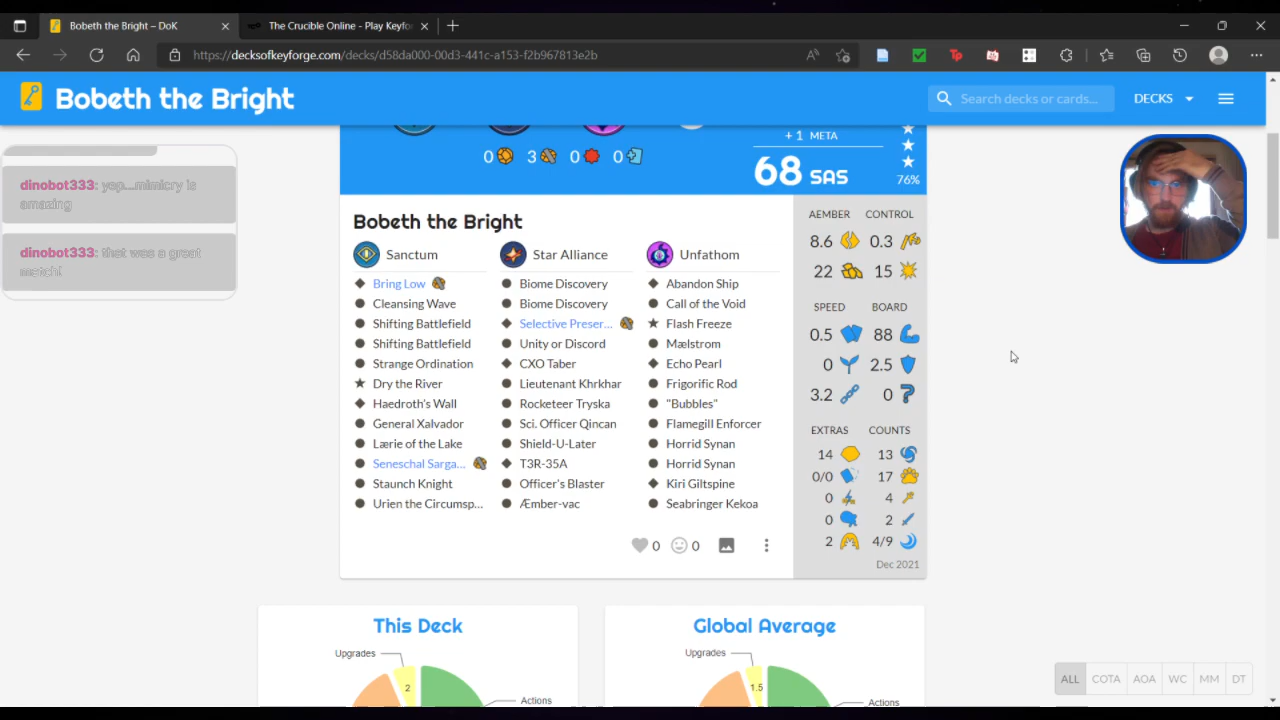 Bobeth the Bright – DoK
The Crucible Online - Play Keyfo
https://decksofkeyforge.com/decks/d58da000-00d3-441c-a153-f2b967813e2b
Bobeth the Bright
Search decks or cards...
DECKS
dinobot333: yep...mimicry is
amazing
dinobot333: that was a great
match!
0 3 0 0
+ 1 META
68 SAS
76%
Bobeth the Bright
Sanctum
Bring Low
Cleansing Wave
Shifting Battlefield
Shifting Battlefield
Strange Ordination
Dry the River
Haedroth's Wall
General Xalvador
Lærie of the Lake
Seneschal Sarga...
Staunch Knight
Urien the Circumsp...
Star Alliance
Biome Discovery
Biome Discovery
Selective Preser...
Unity or Discord
CXO Taber
Lieutenant Khrkhar
Rocketeer Tryska
Sci. Officer Qincan
Shield-U-Later
T3R-35A
Officer's Blaster
Æmber-vac
Unfathom
Abandon Ship
Call of the Void
Flash Freeze
Mælstrom
Echo Pearl
Frigorific Rod
"Bubbles"
Flamegill Enforcer
Horrid Synan
Horrid Synan
Kiri Giltspine
Seabringer Kekoa
0 0
AEMBER CONTROL
8.6 0.3
22 15
SPEED BOARD
0.5 88
0 2.5
3.2 0
EXTRAS COUNTS
14 13
0/0 17
0 4
0 2
2 4/9
Dec 2021
This Deck
Upgrades
2
Actions
Global Average
Upgrades
1.5
Actions
ALL COTA AOA WC MM DT